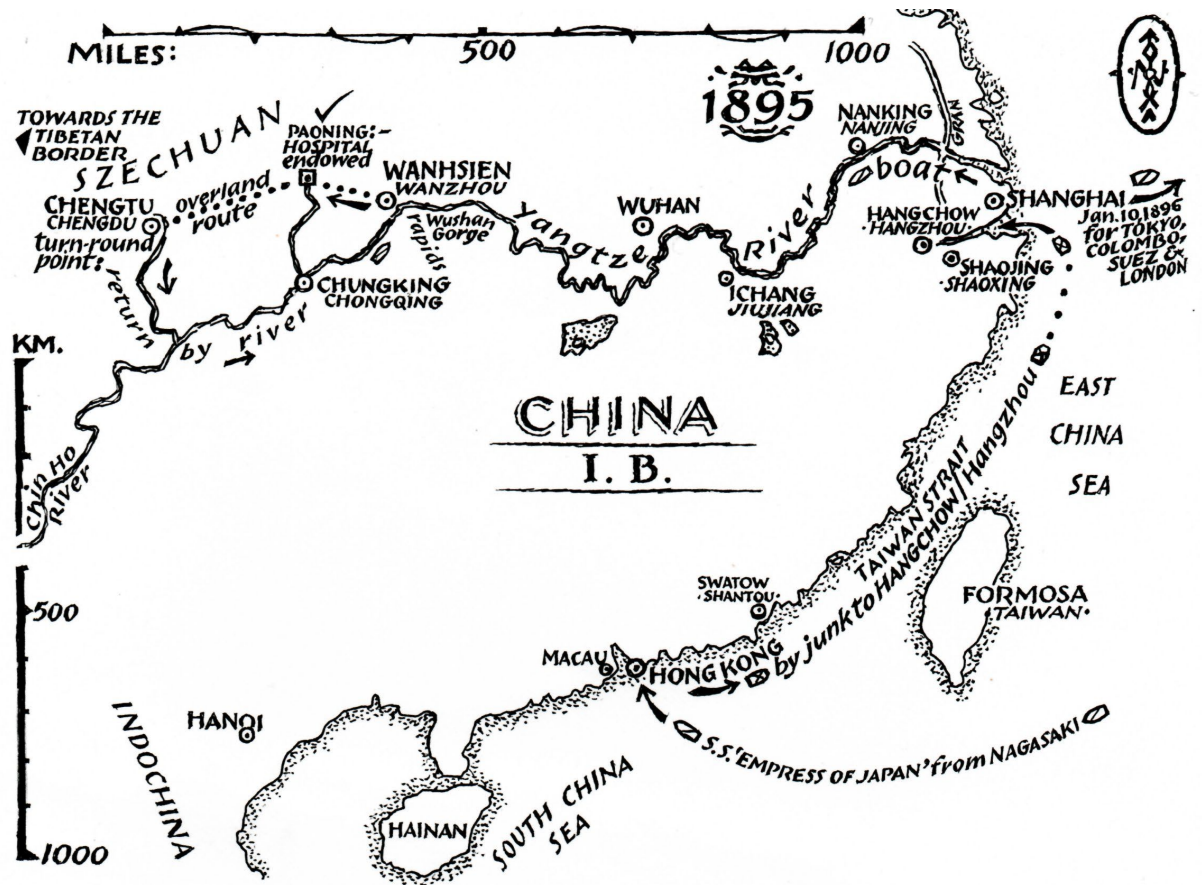 MILES:
500
1000
1895
N
TOWARDS THE
TIBETAN
BORDER
SZECHUAN
PAONING:-
HOSPITAL
endowed
WANHSIEN
WANZHOU
CHENGTU
CHENGDU
turn-round
point:
overland
route
return
by river
Wushan
Gorge
rapids
CHUNGKING
CHONGQING
Yangtze River
WUHAN
ICHANG
JIUJIANG
NANKING
NANJING
GRAN
boat
SHANGHAI
Jan. 10, 1896
for TOKYO,
COLOMBO,
SUEZ &
LONDON
HANGCHOW
·HANGZHOU·
SHAOJING
·SHAOXING
KM.
500
1000
Chin Ho
River
CHINA
I. B.
EAST
CHINA
SEA
TAIWAN STRAIT
by junk to HANGCHOW/Hangzhou
FORMOSA
·TAIWAN·
SWATOW
·SHANTOU·
MACAU
HONG KONG
S.S. 'EMPRESS OF JAPAN' from NAGASAKI
HANOI
INDOCHINA
HAINAN
SOUTH CHINA
SEA